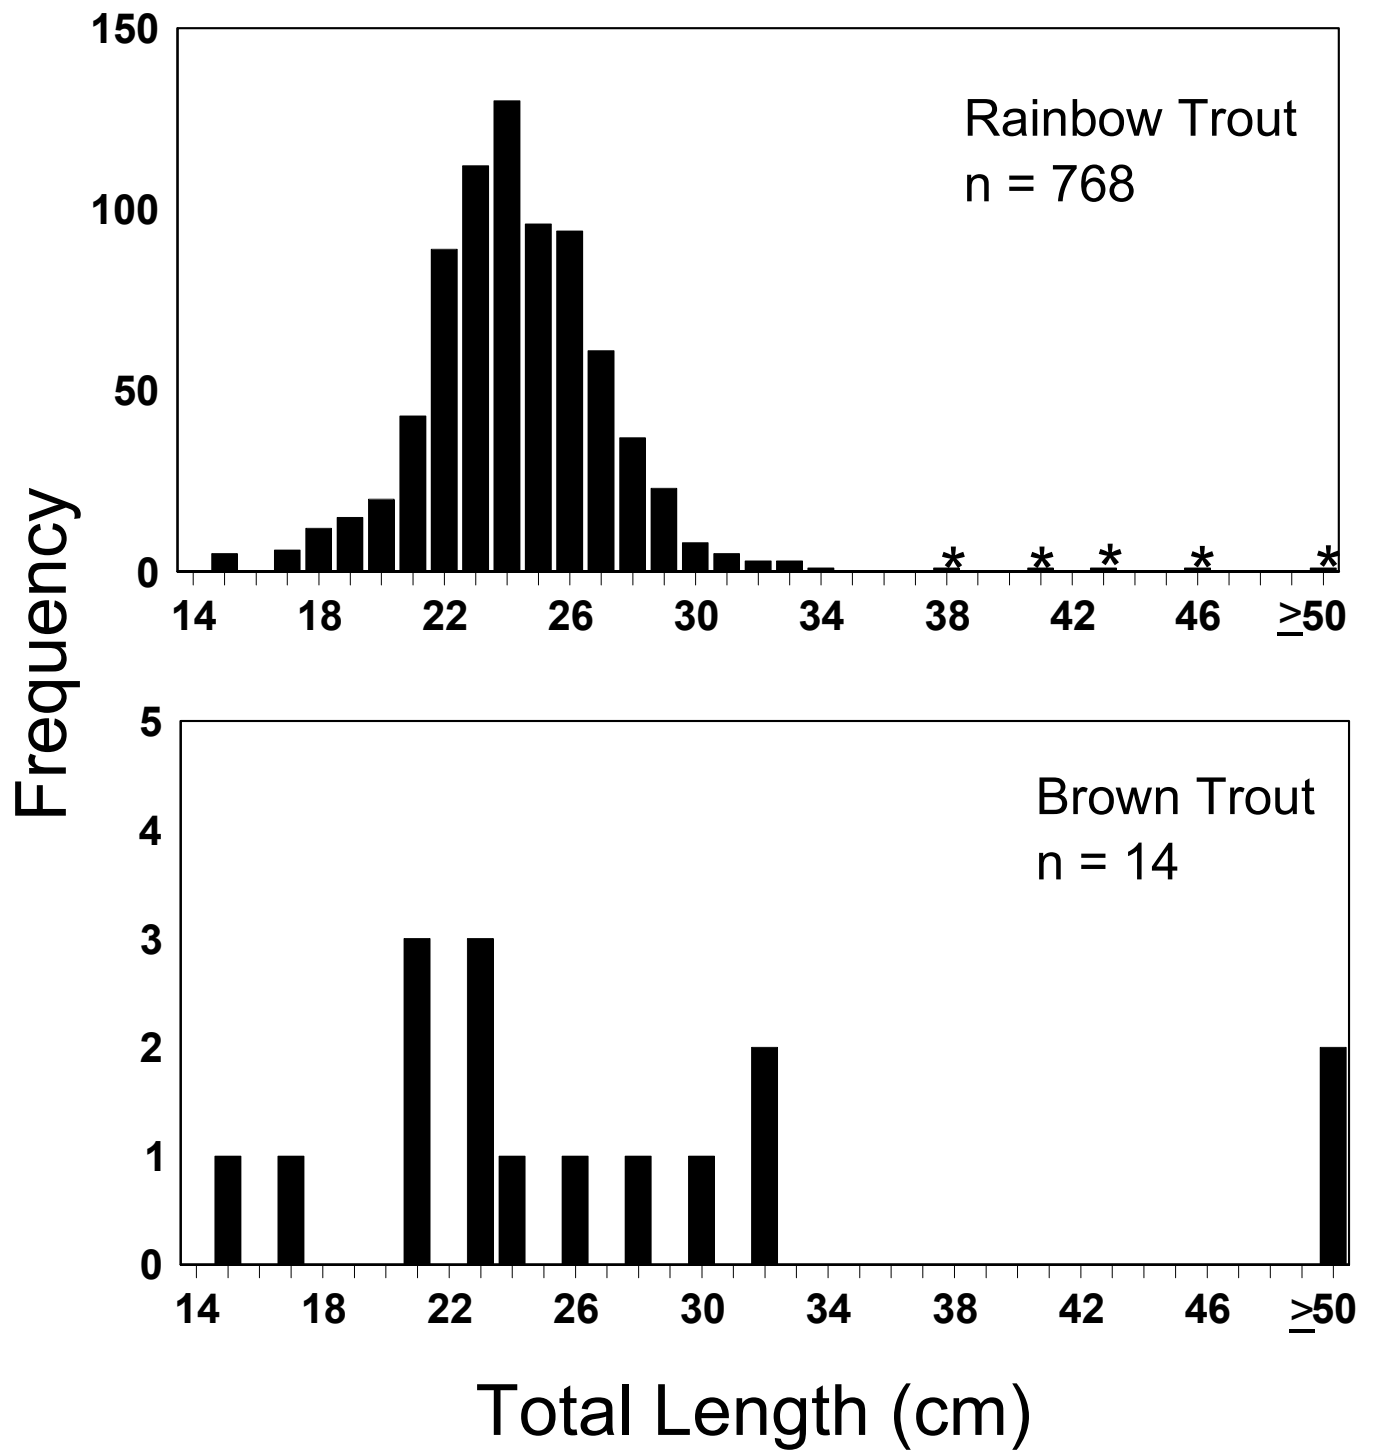 150
100
50
0
Rainbow Trout
n = 768
* * * * *
14 18 22 26 30 34 38 42 46 ≥50
Frequency
5
4
3
2
1
0
Brown Trout
n = 14
14 18 22 26 30 34 38 42 46 ≥50
Total Length (cm)